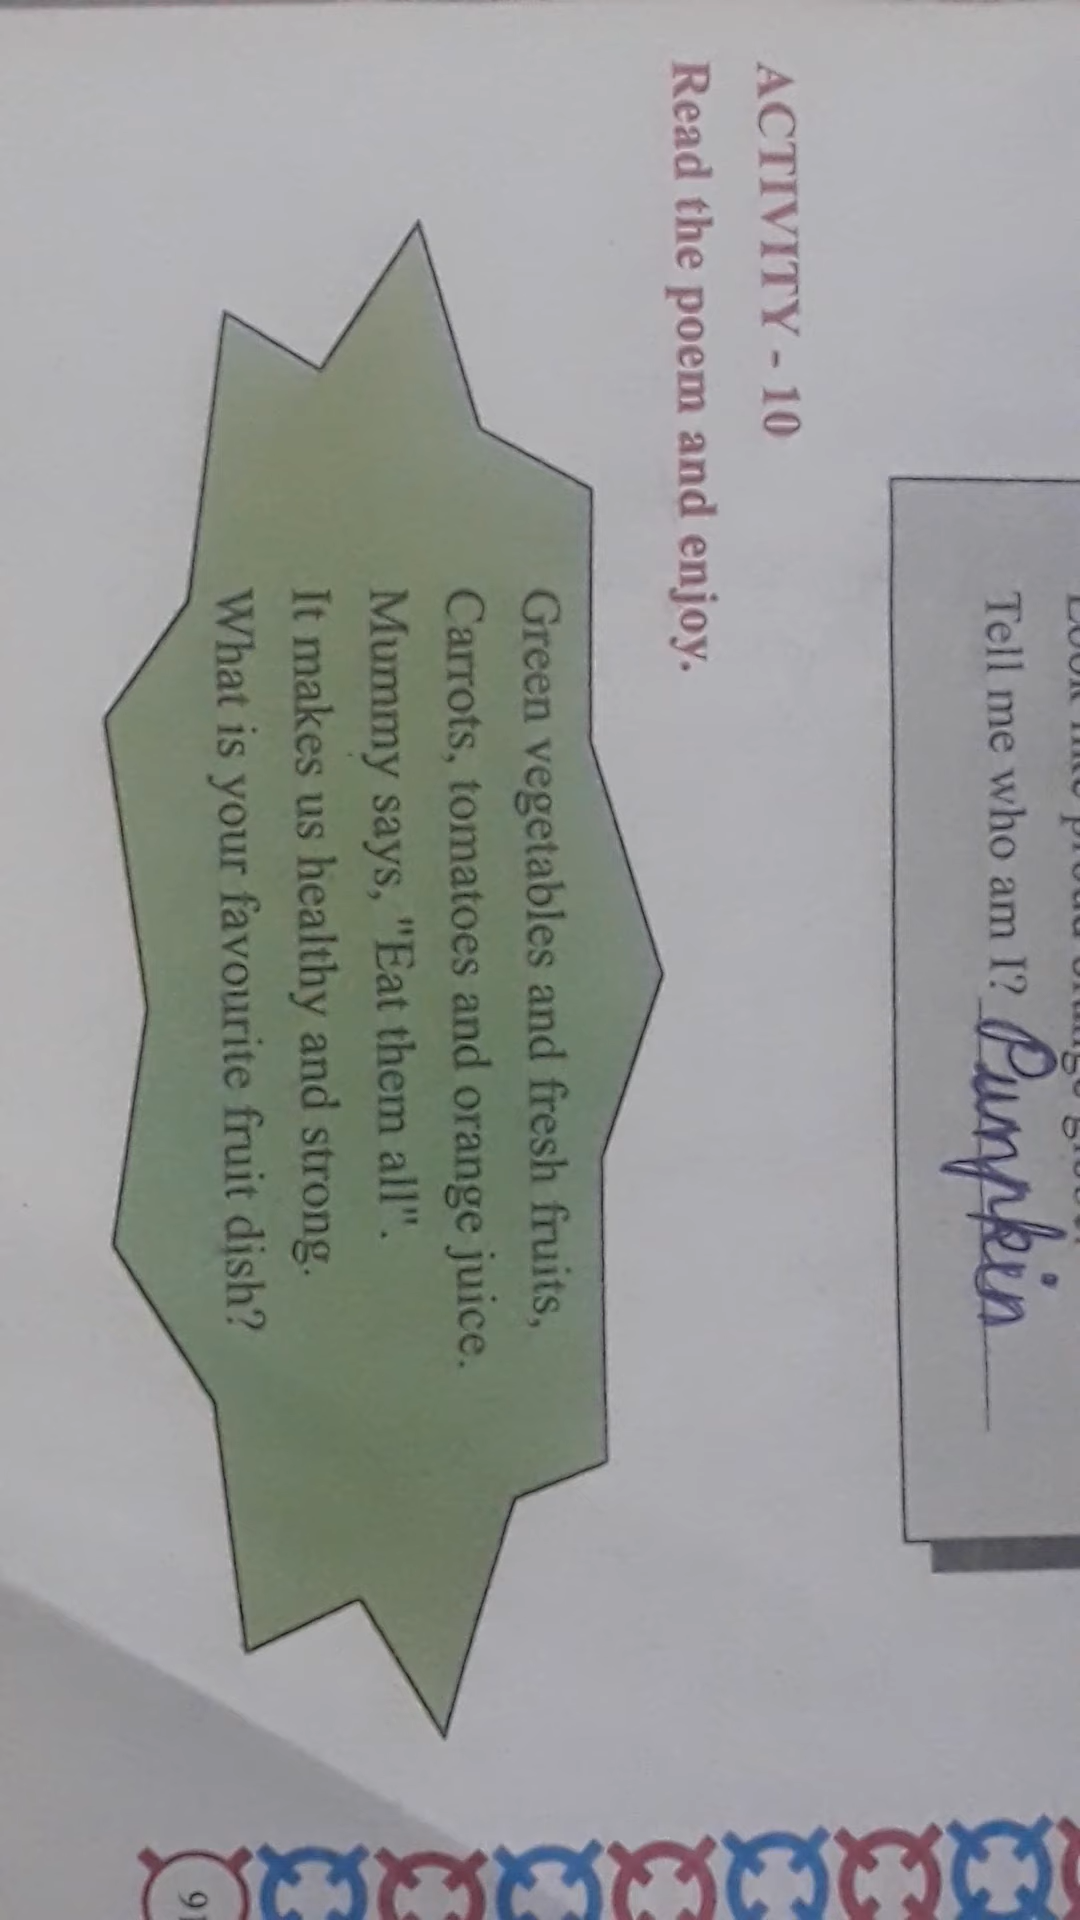 Tell me who am I? Pumpkin
ACTIVITY - 10
Read the poem and enjoy.
Green vegetables and fresh fruits,
Carrots, tomatoes and orange juice.
Mummy says, "Eat them all".
It makes us healthy and strong.
What is your favourite fruit dish?